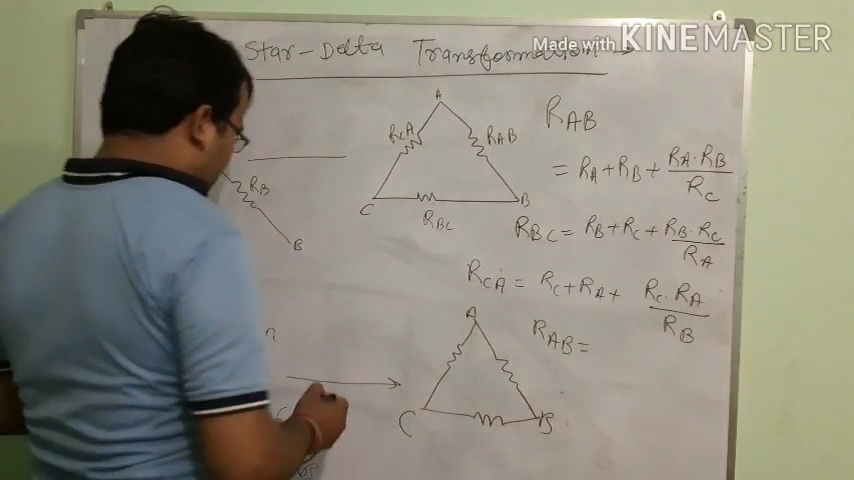 Star-Delta Transformation →
Made with KINEMASTER
A
RCA
RAB
C
B
RBC
RB
B
RAB
= RA + RB + RA . RB / RC
RBC = RB + RC + RB . RC / RA
RCA = RC + RA + RC . RA / RB
A
RAB =
C
B